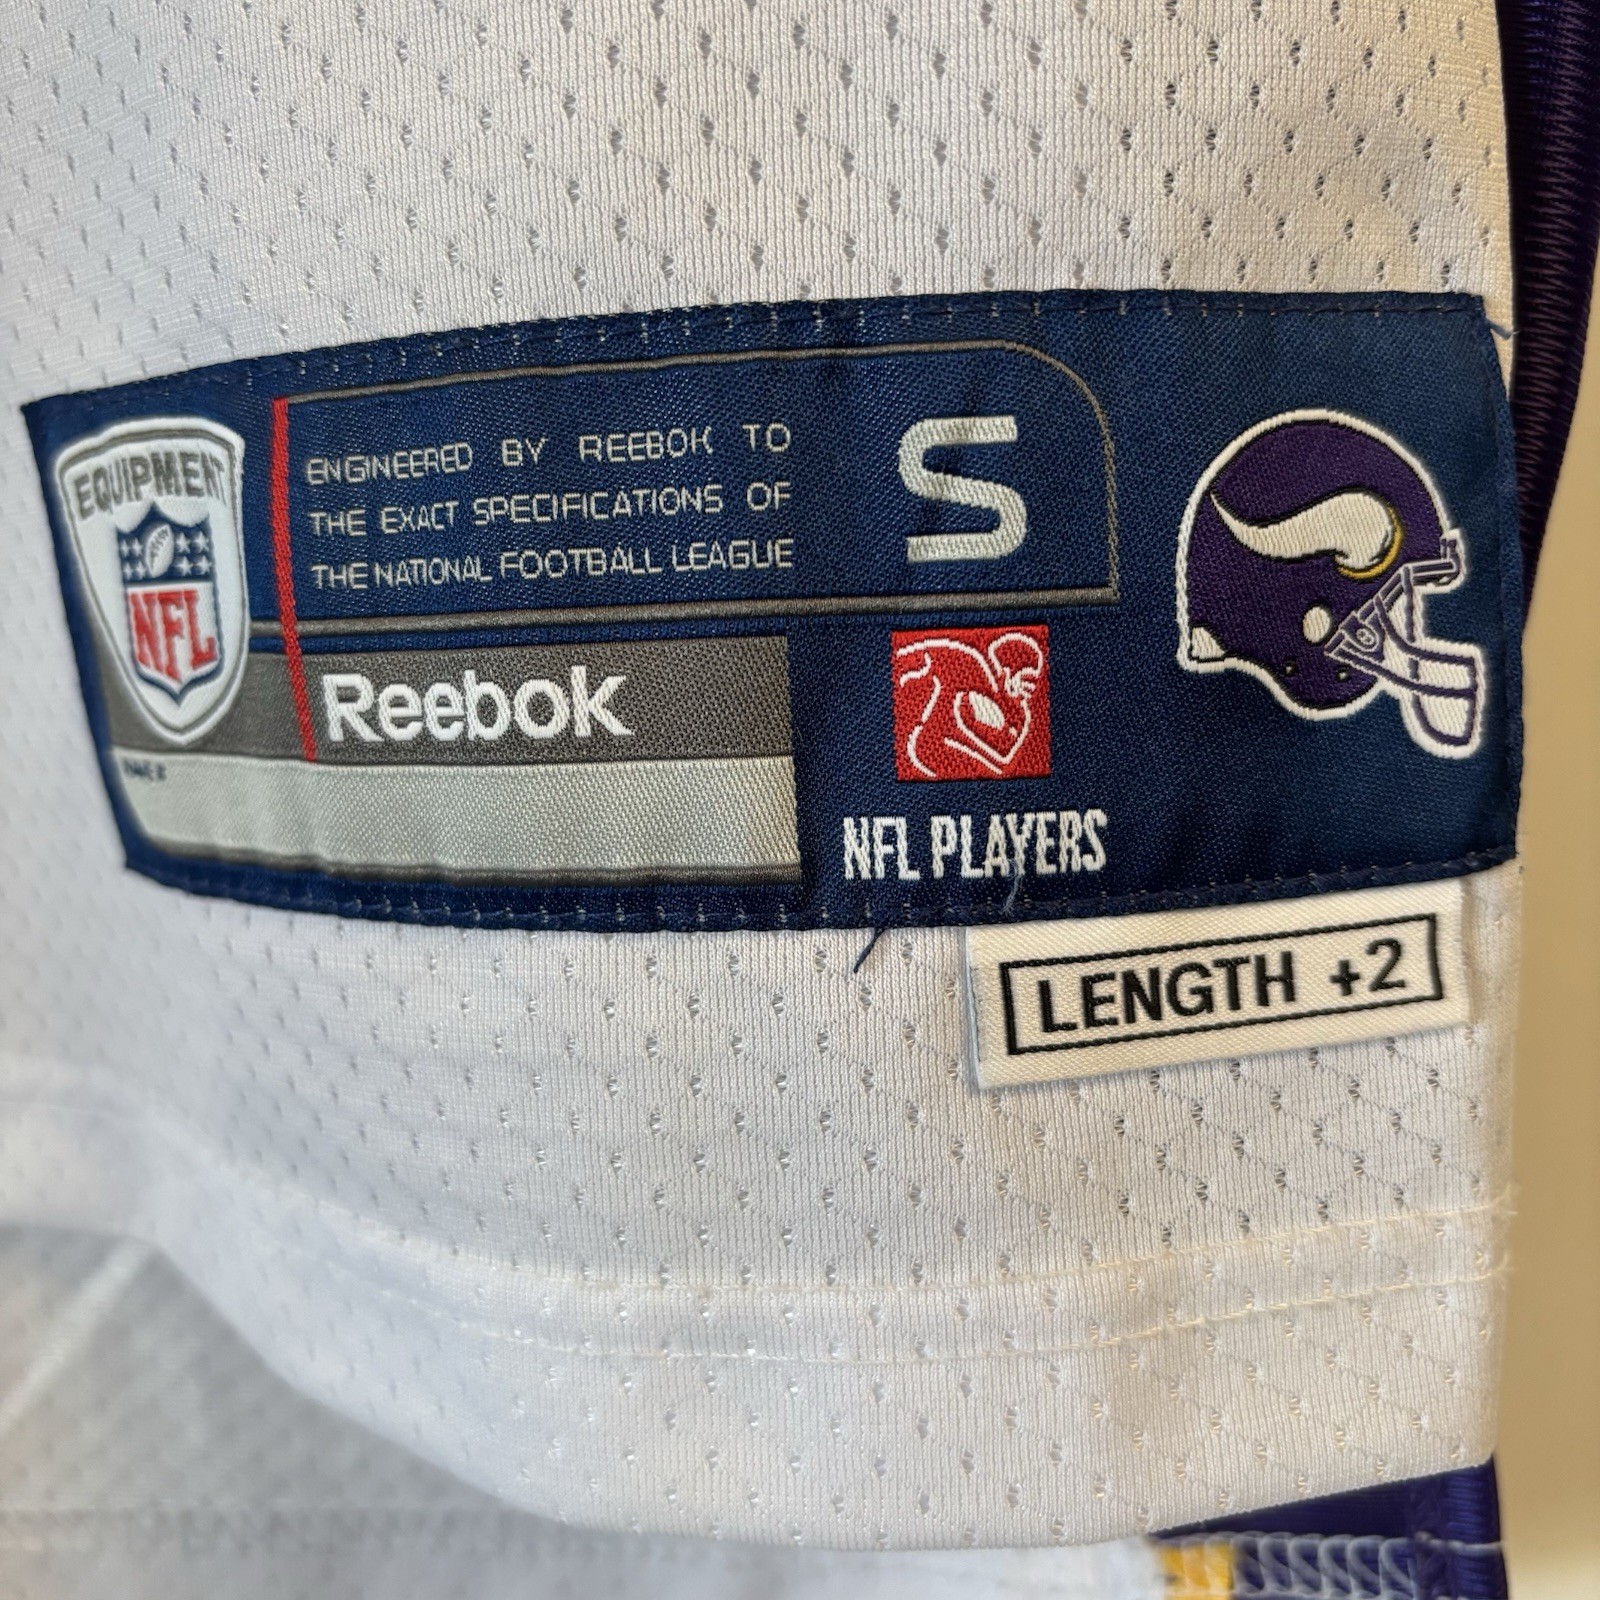 EQUIPMENT
NFL
ENGINEERED BY REEBOK TO
THE EXACT SPECIFICATIONS OF
THE NATIONAL FOOTBALL LEAGUE
S
Reebok
NFL PLAYERS
LENGTH +2